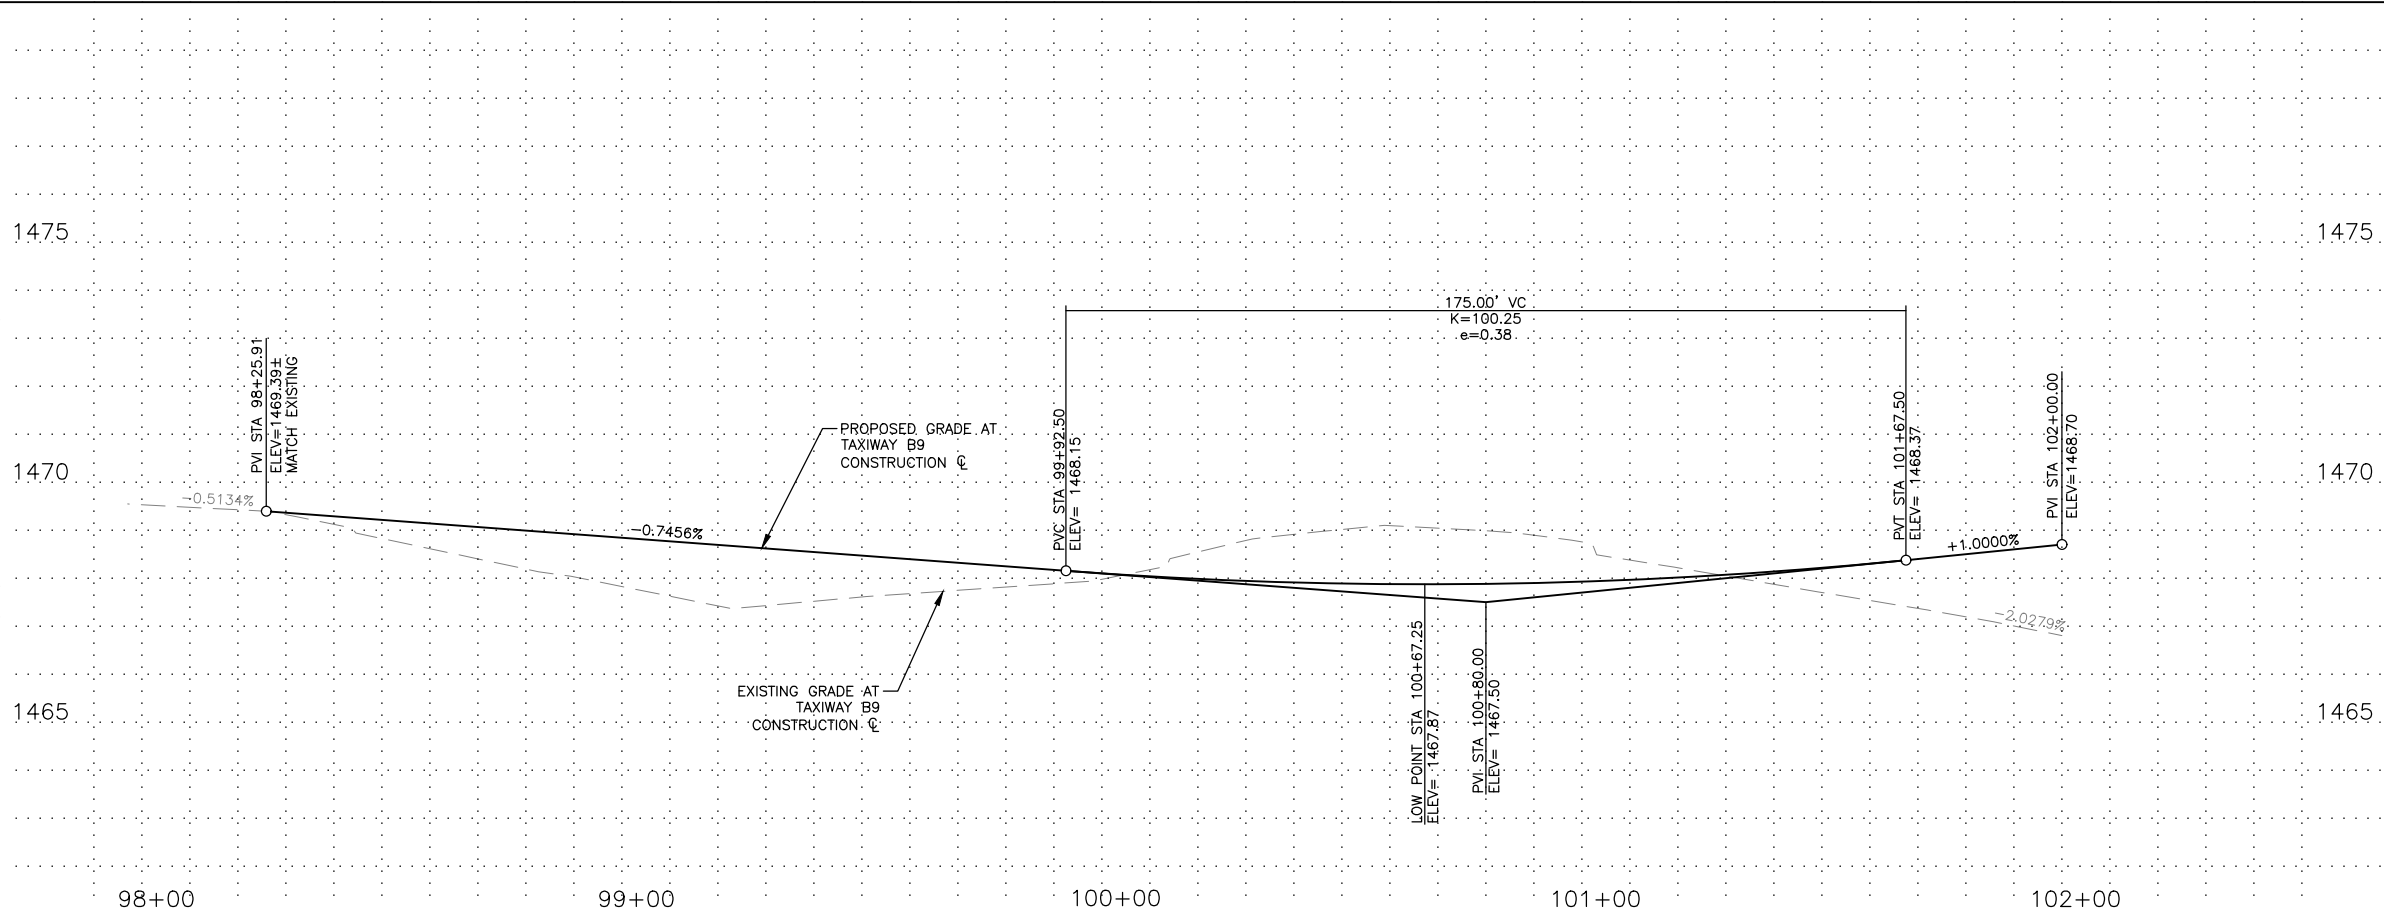 1475
1475
175.00' VC
K=100.25
e=0.38
PVI STA 98+25.91
ELEV=1469.39±
MATCH EXISTING
PROPOSED GRADE AT
TAXIWAY B9
CONSTRUCTION ℄
PVC STA 99+92.50
ELEV= 1468.15
PVT STA 101+67.50
ELEV= 1468.37
PVI STA 102+00.00
ELEV=1468.70
1470
1470
-0.5134%
-0.7456%
+1.0000%
-2.0279%
EXISTING GRADE AT
TAXIWAY B9
CONSTRUCTION ℄
LOW POINT STA 100+67.25
ELEV= 1467.87
PVI STA 100+80.00
ELEV= 1467.50
1465
1465
98+00
99+00
100+00
101+00
102+00